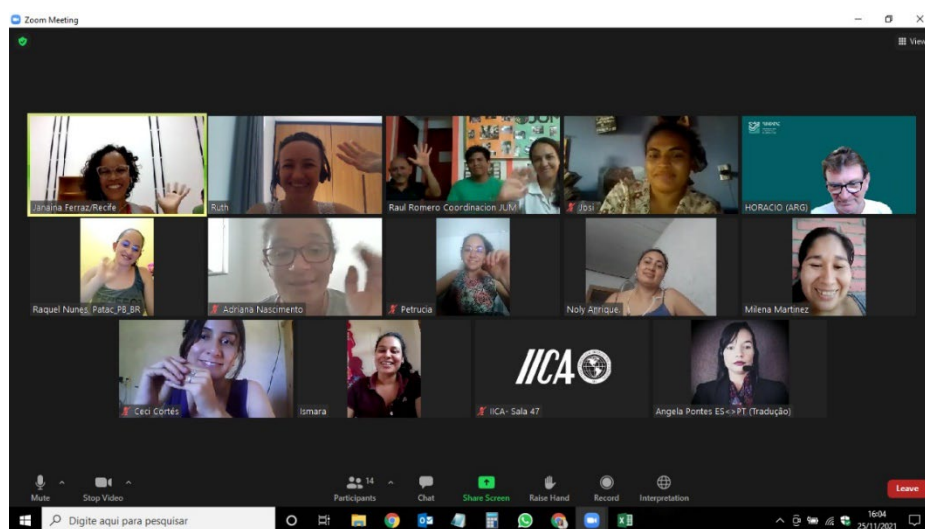 Zoom Meeting
View
Janaina Ferraz/Recife
Ruth
Raul Romero Coordinacion JUM
Josi
HORACIO (ARG)
Raquel Nunes_Patac_PB_BR
Adriana Nascimento
Petrucia
Noly Anrique.
Milena Martinez
Ceci Cortés
Ismara
IICA
IICA- Sala 47
Angela Pontes ES<>PT (Tradução)
Mute
Stop Video
14
Participants
Chat
Share Screen
Raise Hand
Record
Interpretation
Leave
Digite aqui para pesquisar
16:04
25/11/2021